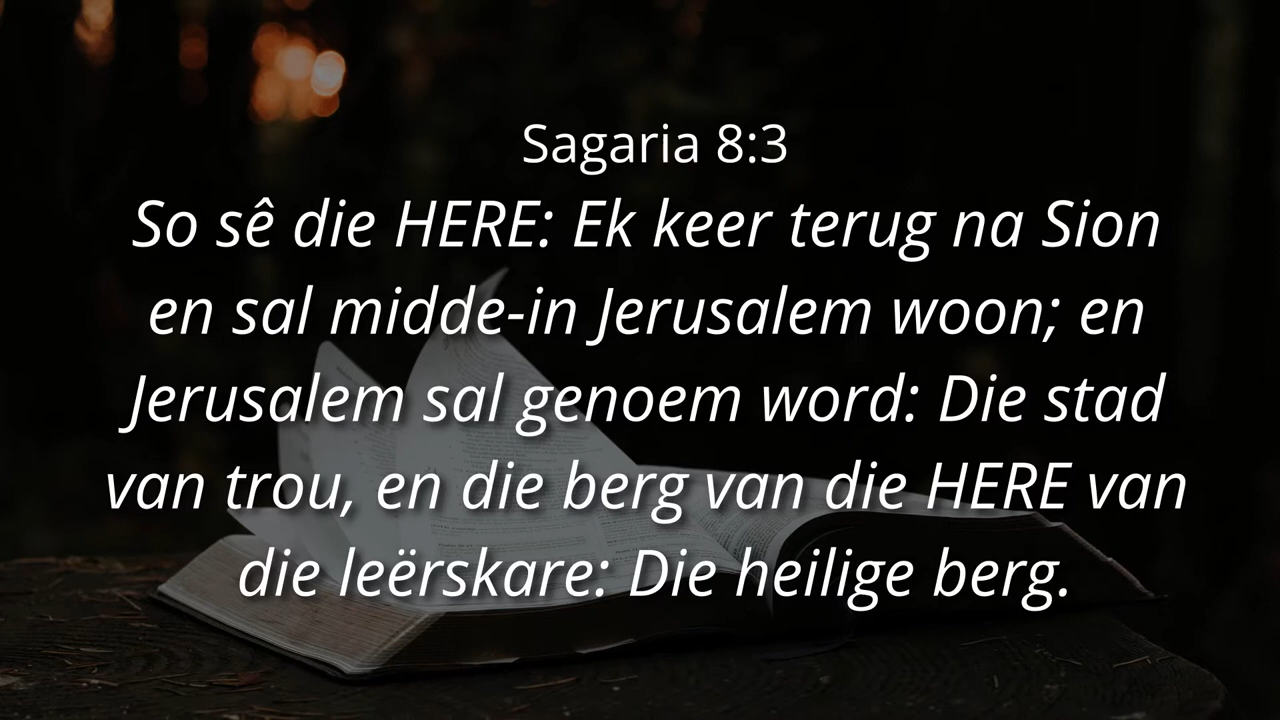 Sagaria 8:3
So sê die HERE: Ek keer terug na Sion
en sal midde-in Jerusalem woon; en
Jerusalem sal genoem word: Die stad
van trou, en die berg van die HERE van
die leërskare: Die heilige berg.